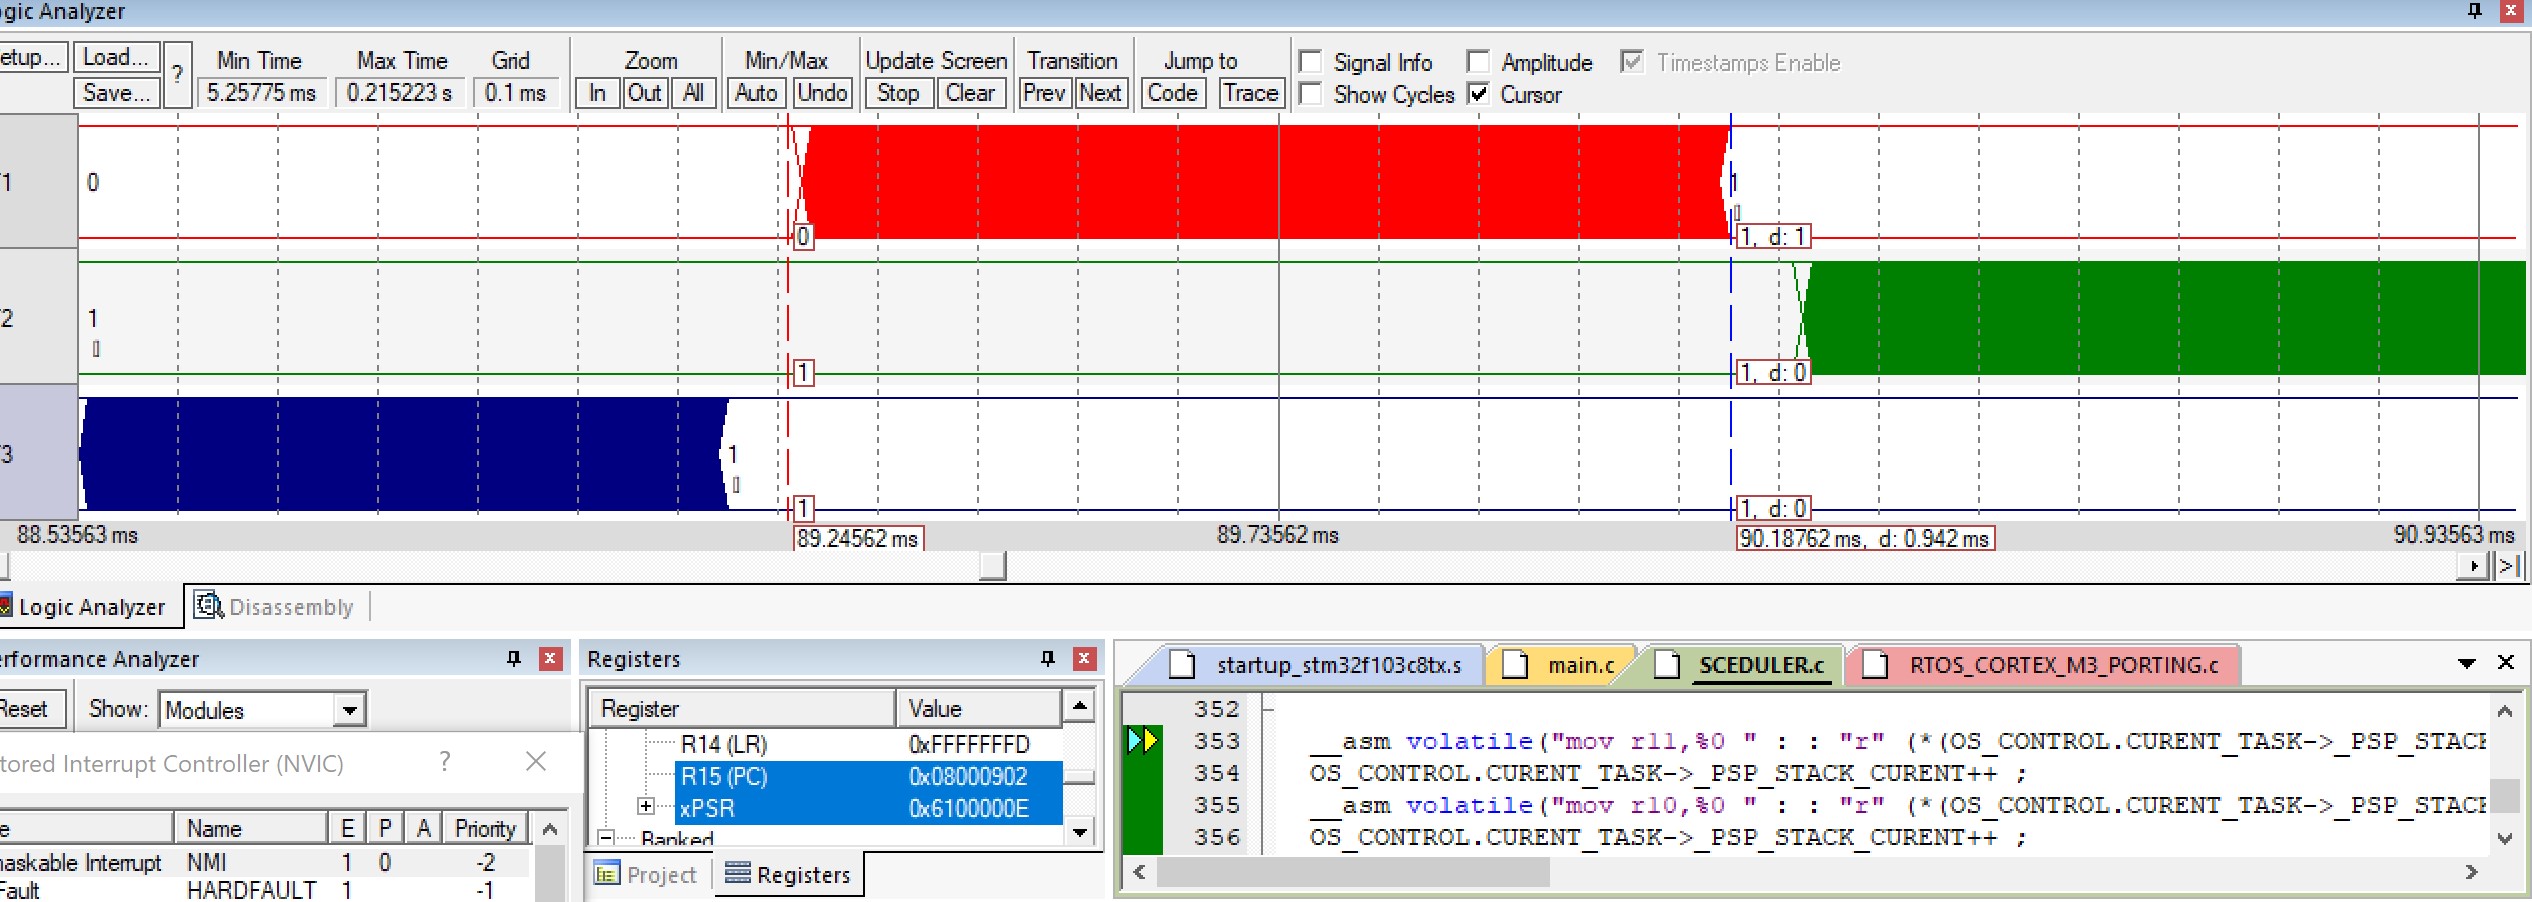 ogic Analyzer
etup... Load... Min Time Max Time Grid Zoom Min/Max Update Screen Transition Jump to Signal Info Amplitude Timestamps Enable
Save... ? 5.25775 ms 0.215223 s 0.1 ms In Out All Auto Undo Stop Clear Prev Next Code Trace Show Cycles Cursor
1 0 1
0 1, d: 1
2 1
1 1, d: 0
3 1
1 1, d: 0
88.53563 ms 89.24562 ms 89.73562 ms 90.18762 ms, d: 0.942 ms 90.93563 ms
>|
Logic Analyzer Disassembly
erformance Analyzer
Reset Show: Modules
tored Interrupt Controller (NVIC) ?
e Name E P A Priority
naskable Interrupt NMI 1 0 -2
Fault HARDFAULT 1 -1
Registers
Register Value
R14 (LR) 0xFFFFFFFD
R15 (PC) 0x08000902
xPSR 0x6100000E
Banked
Project Registers
startup_stm32f103c8tx.s main.c SCEDULER.c RTOS_CORTEX_M3_PORTING.c
352
353 __asm volatile("mov r11,%0 " : : "r" (*(OS_CONTROL.CURENT_TASK->_PSP_STACK
354 OS_CONTROL.CURENT_TASK->_PSP_STACK_CURENT++ ;
355 __asm volatile("mov r10,%0 " : : "r" (*(OS_CONTROL.CURENT_TASK->_PSP_STACK
356 OS_CONTROL.CURENT_TASK->_PSP_STACK_CURENT++ ;